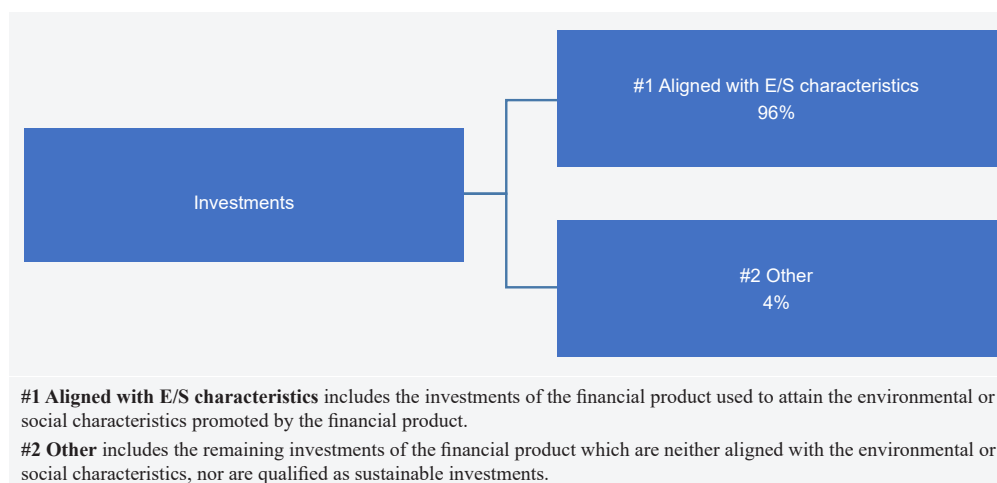 #1 Aligned with E/S characteristics
96%
Investments
#2 Other
4%
#1 Aligned with E/S characteristics includes the investments of the financial product used to attain the environmental or
social characteristics promoted by the financial product.
#2 Other includes the remaining investments of the financial product which are neither aligned with the environmental or
social characteristics, nor are qualified as sustainable investments.